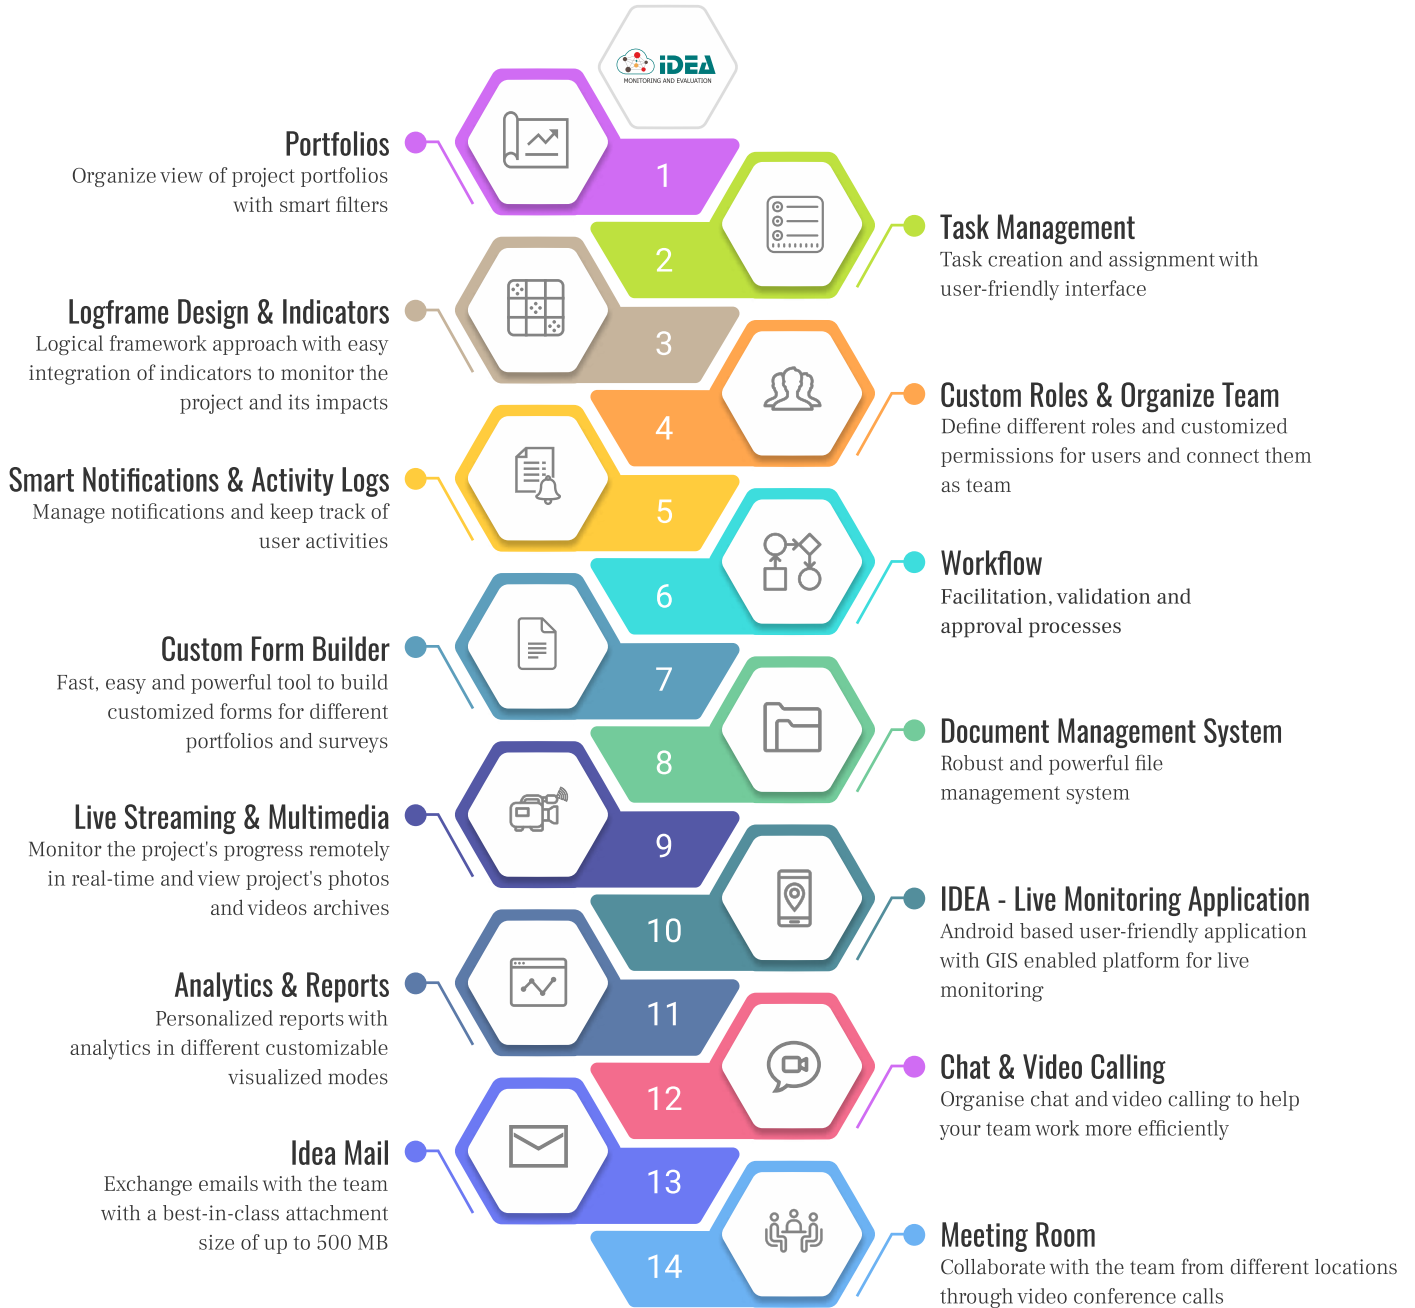 iDEA
MONITORING AND EVALUATION
Portfolios
Organize view of project portfolios
with smart filters
1
2
Task Management
Task creation and assignment with
user-friendly interface
Logframe Design & Indicators
Logical framework approach with easy
integration of indicators to monitor the
project and its impacts
3
4
Custom Roles & Organize Team
Define different roles and customized
permissions for users and connect them
as team
Smart Notifications & Activity Logs
Manage notifications and keep track of
user activities
5
6
Workflow
Facilitation, validation and
approval processes
Custom Form Builder
Fast, easy and powerful tool to build
customized forms for different
portfolios and surveys
7
8
Document Management System
Robust and powerful file
management system
Live Streaming & Multimedia
Monitor the project's progress remotely
in real-time and view project's photos
and videos archives
9
10
IDEA - Live Monitoring Application
Android based user-friendly application
with GIS enabled platform for live
monitoring
Analytics & Reports
Personalized reports with
analytics in different customizable
visualized modes
11
12
Chat & Video Calling
Organise chat and video calling to help
your team work more efficiently
Idea Mail
Exchange emails with the team
with a best-in-class attachment
size of up to 500 MB
13
14
Meeting Room
Collaborate with the team from different locations
through video conference calls